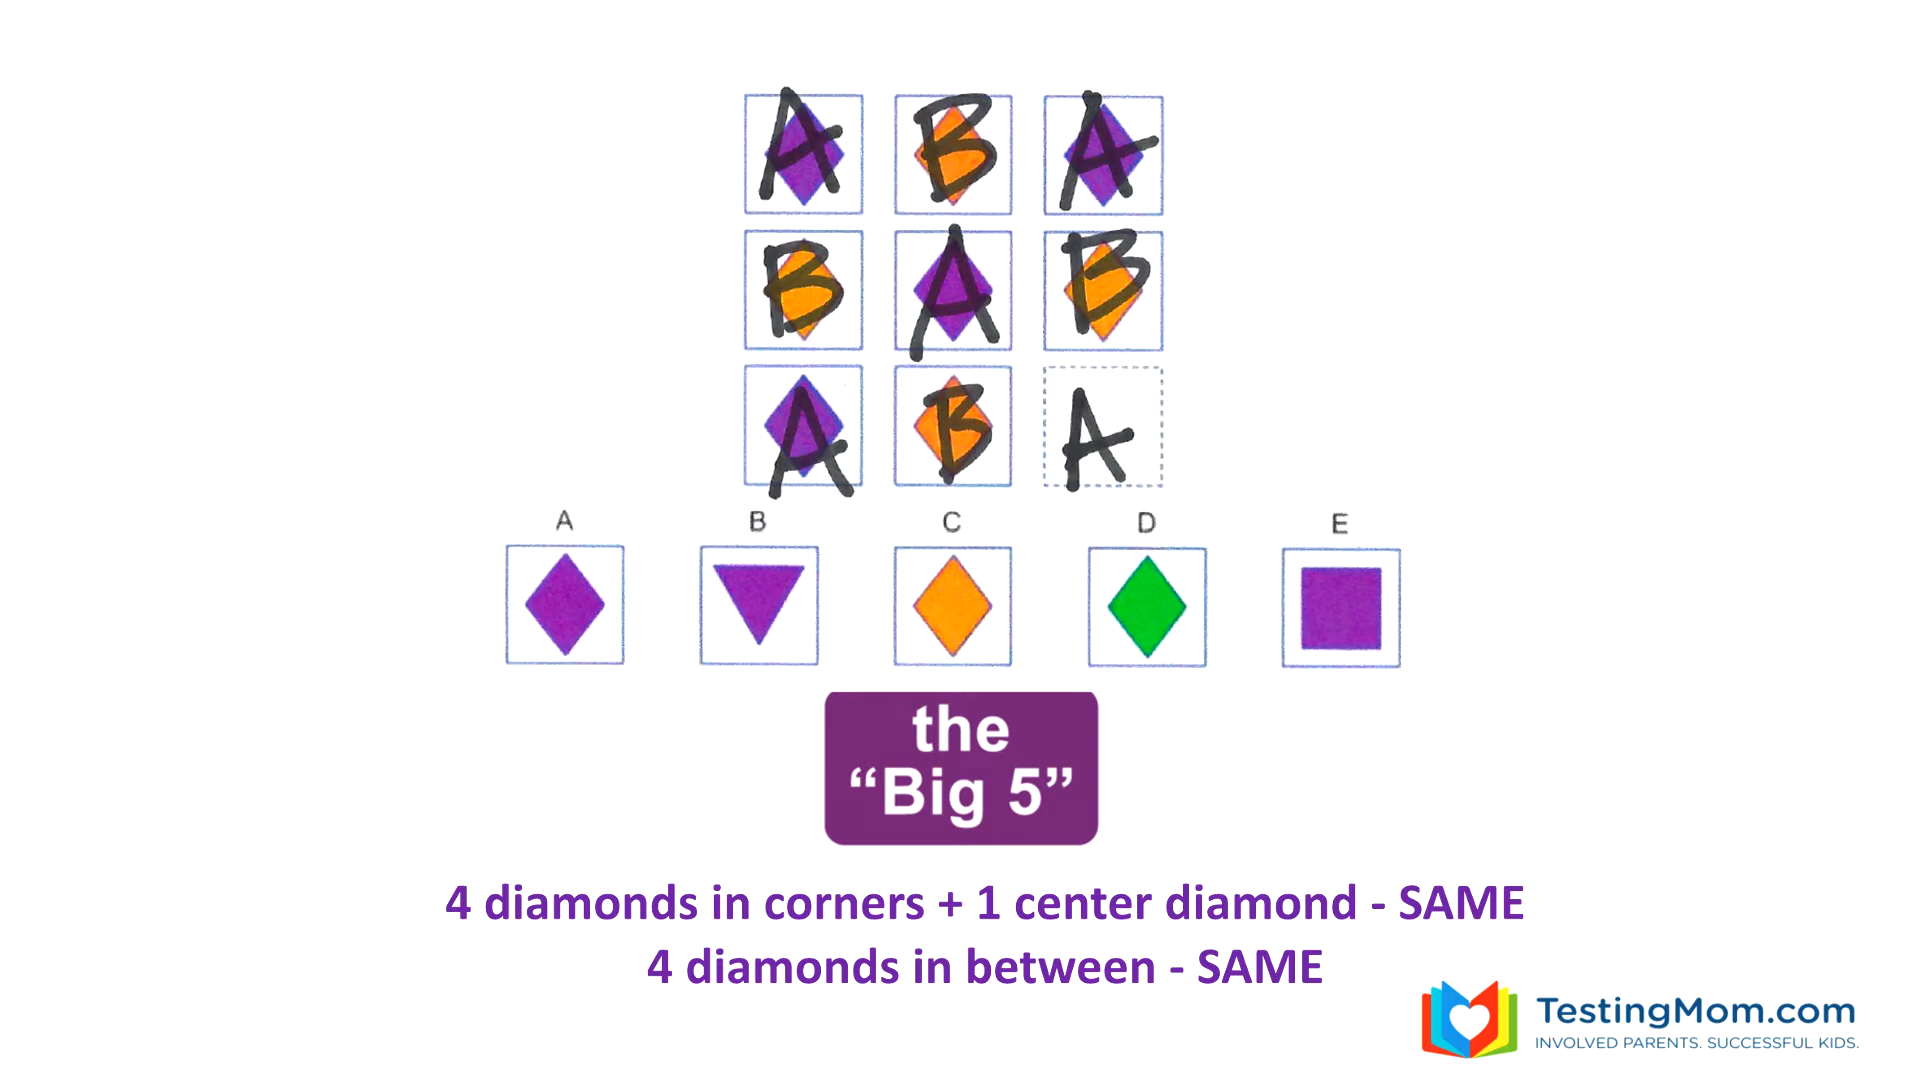 A B A
B A B
A B A
A B C D E
the
“Big 5”
4 diamonds in corners + 1 center diamond - SAME
4 diamonds in between - SAME
TestingMom.com
INVOLVED PARENTS. SUCCESSFUL KIDS.